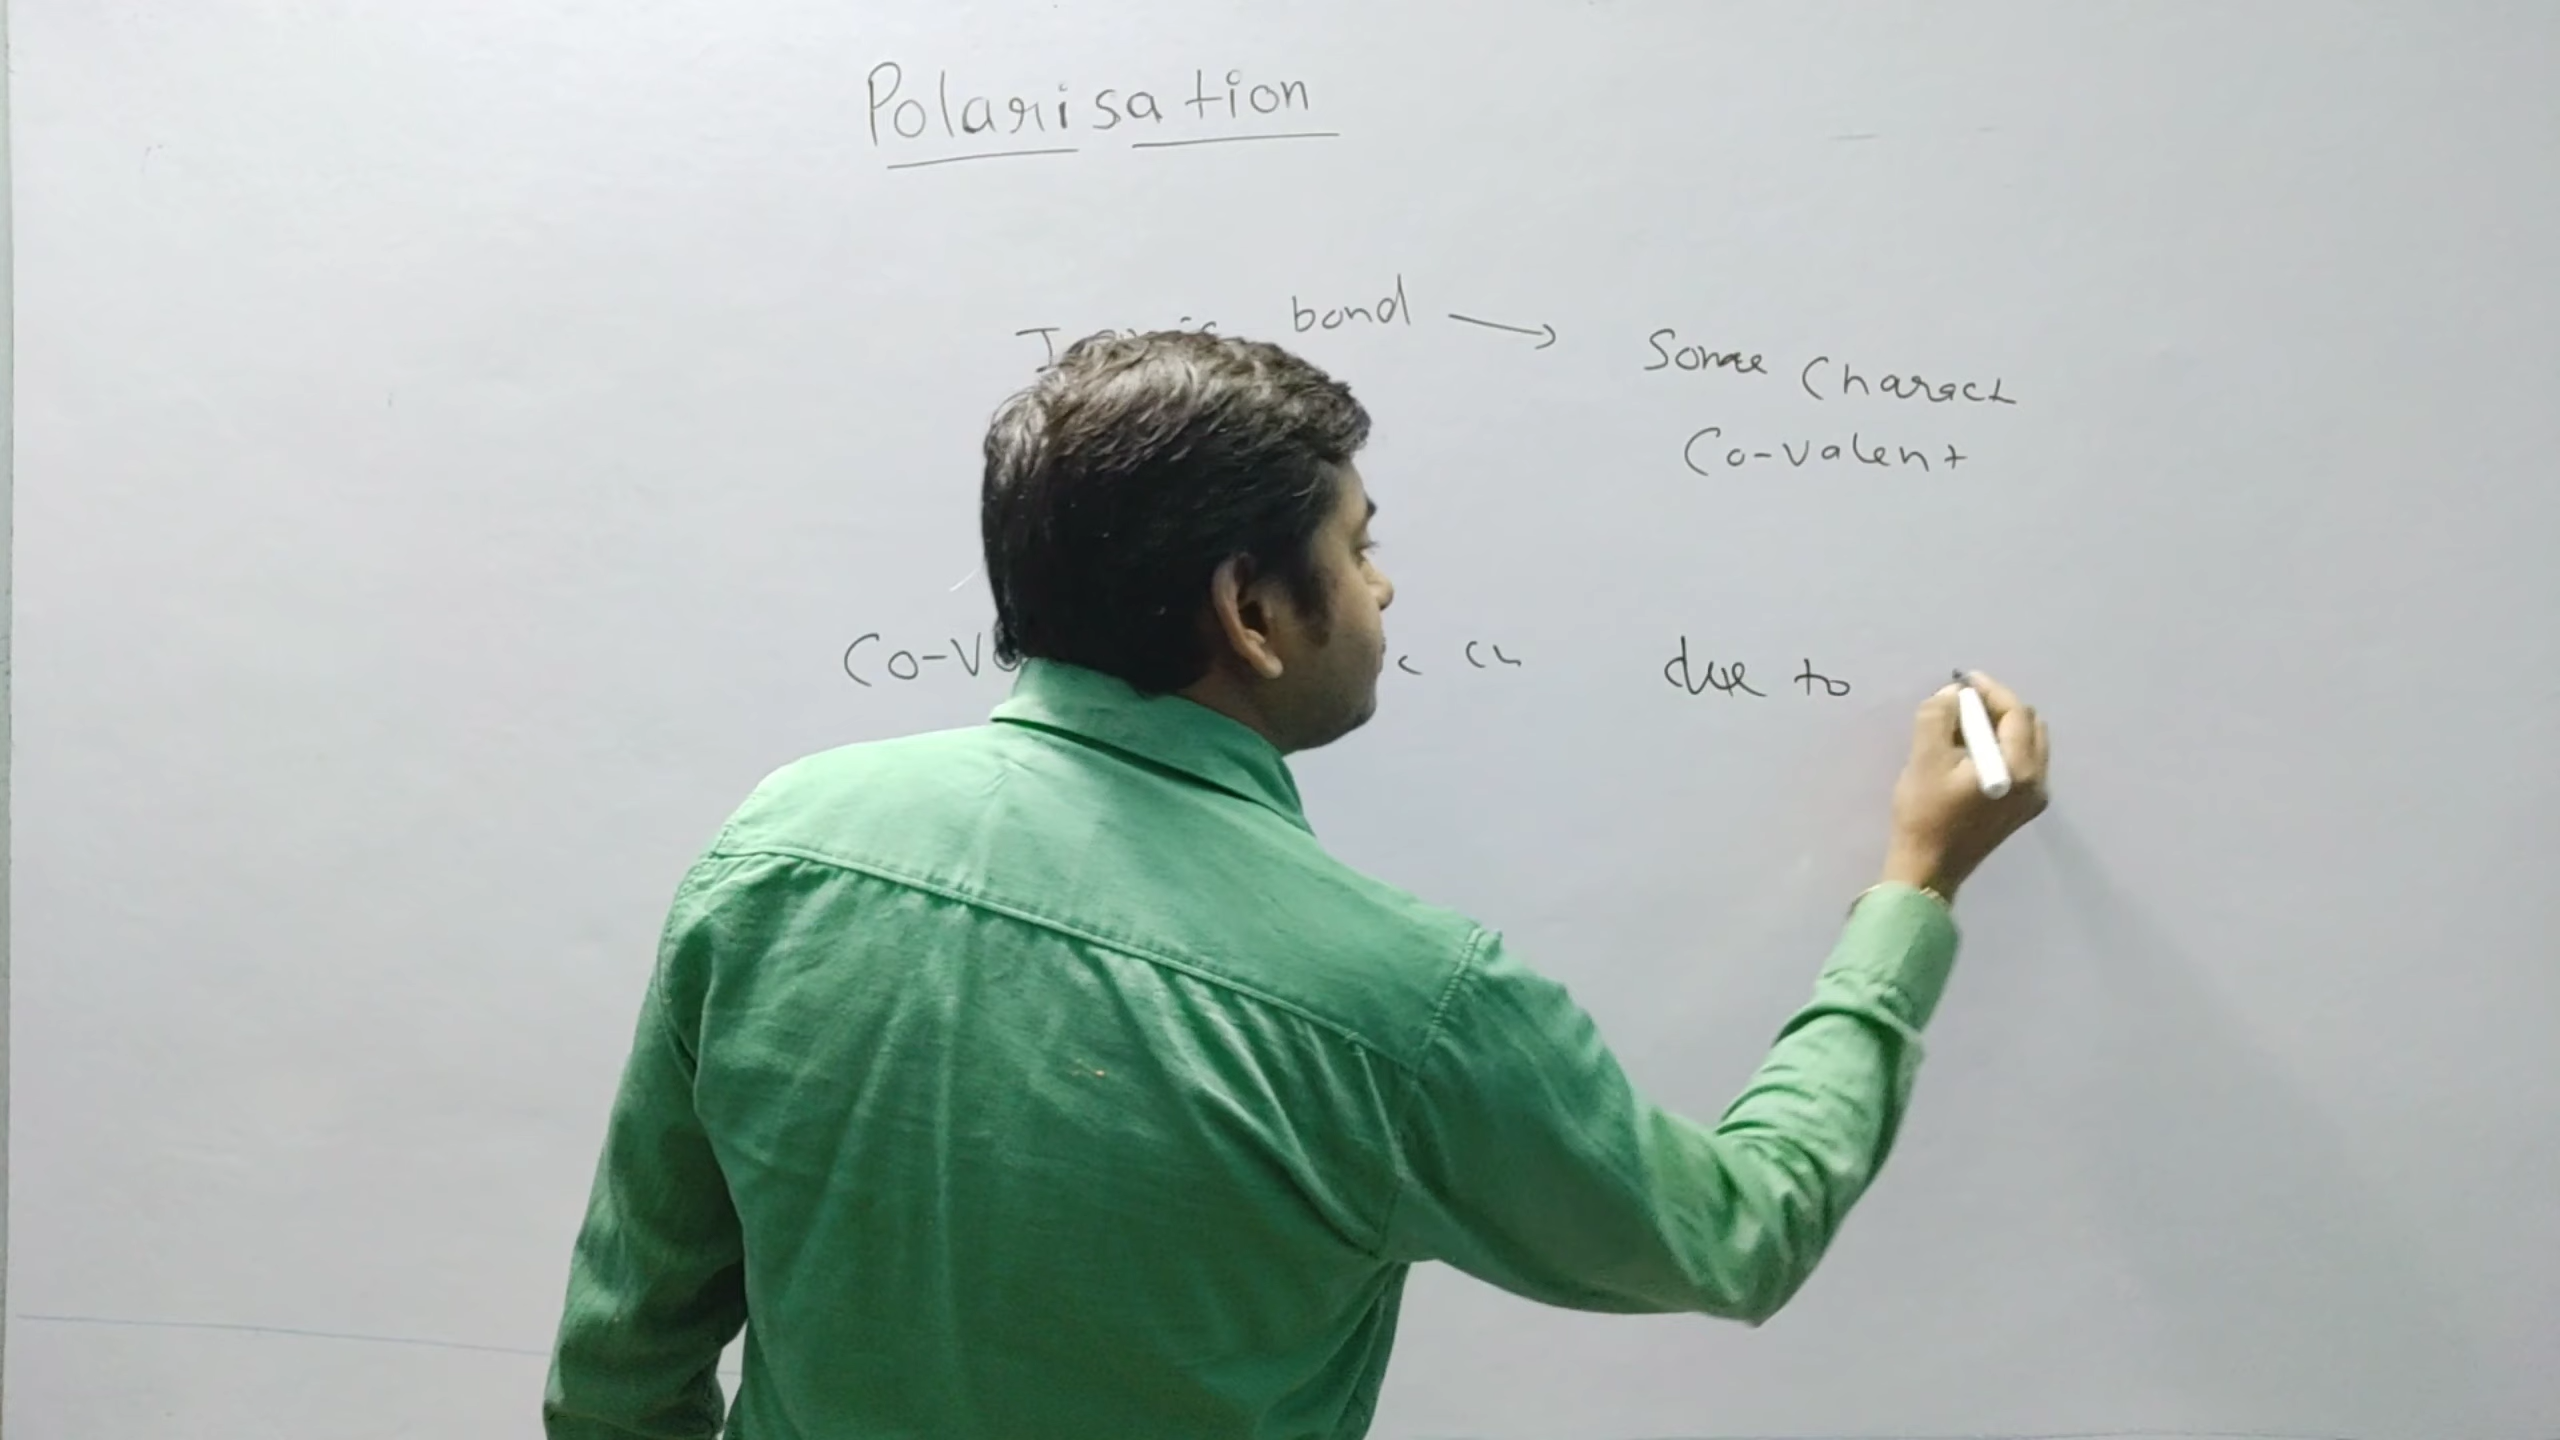 Polarisation
bond → Some Charact
Co-valent
due to